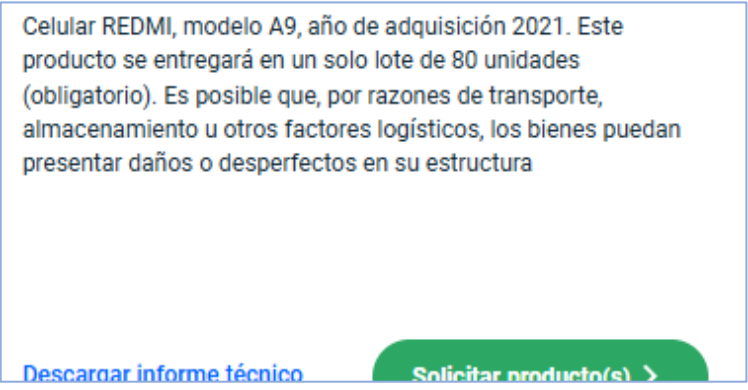 Celular REDMI, modelo A9, año de adquisición 2021. Este
producto se entregará en un solo lote de 80 unidades
(obligatorio). Es posible que, por razones de transporte,
almacenamiento u otros factores logísticos, los bienes puedan
presentar daños o desperfectos en su estructura
Descargar informe técnico
Solicitar producto(s) >